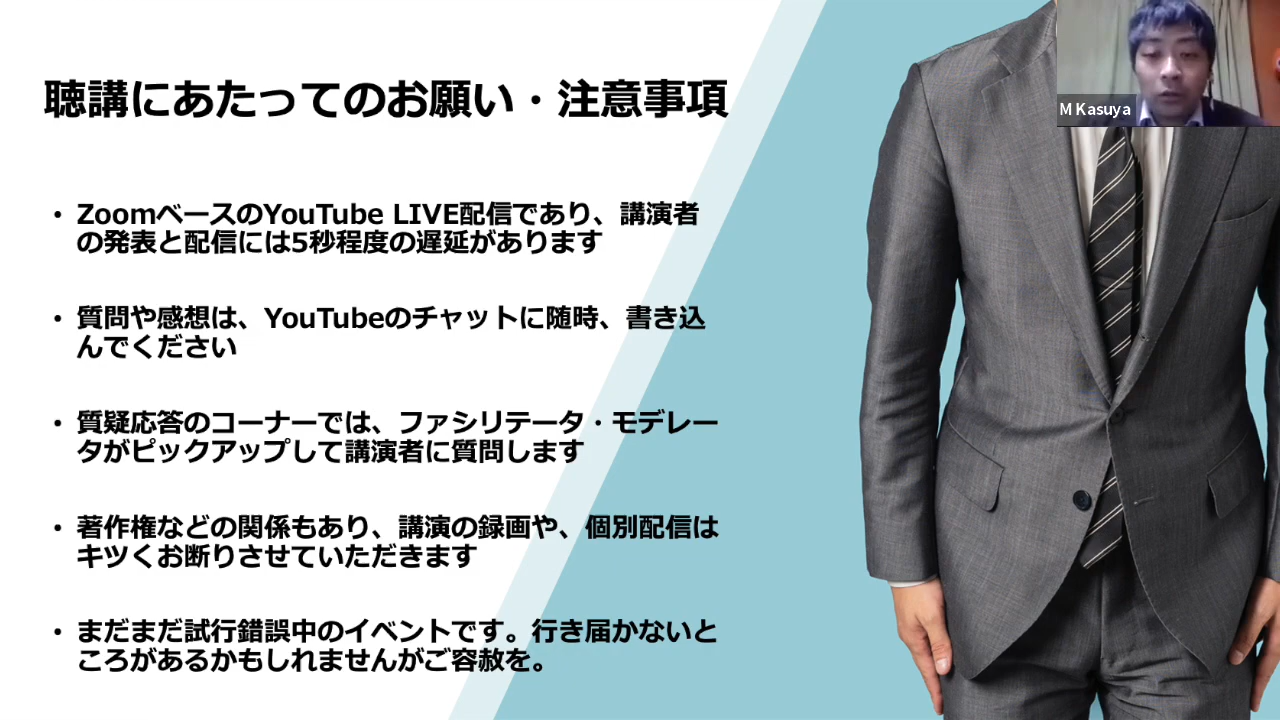 聴講にあたってのお願い・注意事項
M Kasuya
• ZoomベースのYouTube LIVE配信であり、講演者
の発表と配信には5秒程度の遅延があります
• 質問や感想は、YouTubeのチャットに随時、書き込
んでください
• 質疑応答のコーナーでは、ファシリテータ・モデレー
タがピックアップして講演者に質問します
• 著作権などの関係もあり、講演の録画や、個別配信は
キツくお断りさせていただきます
• まだまだ試行錯誤中のイベントです。行き届かないと
ころがあるかもしれませんがご容赦を。